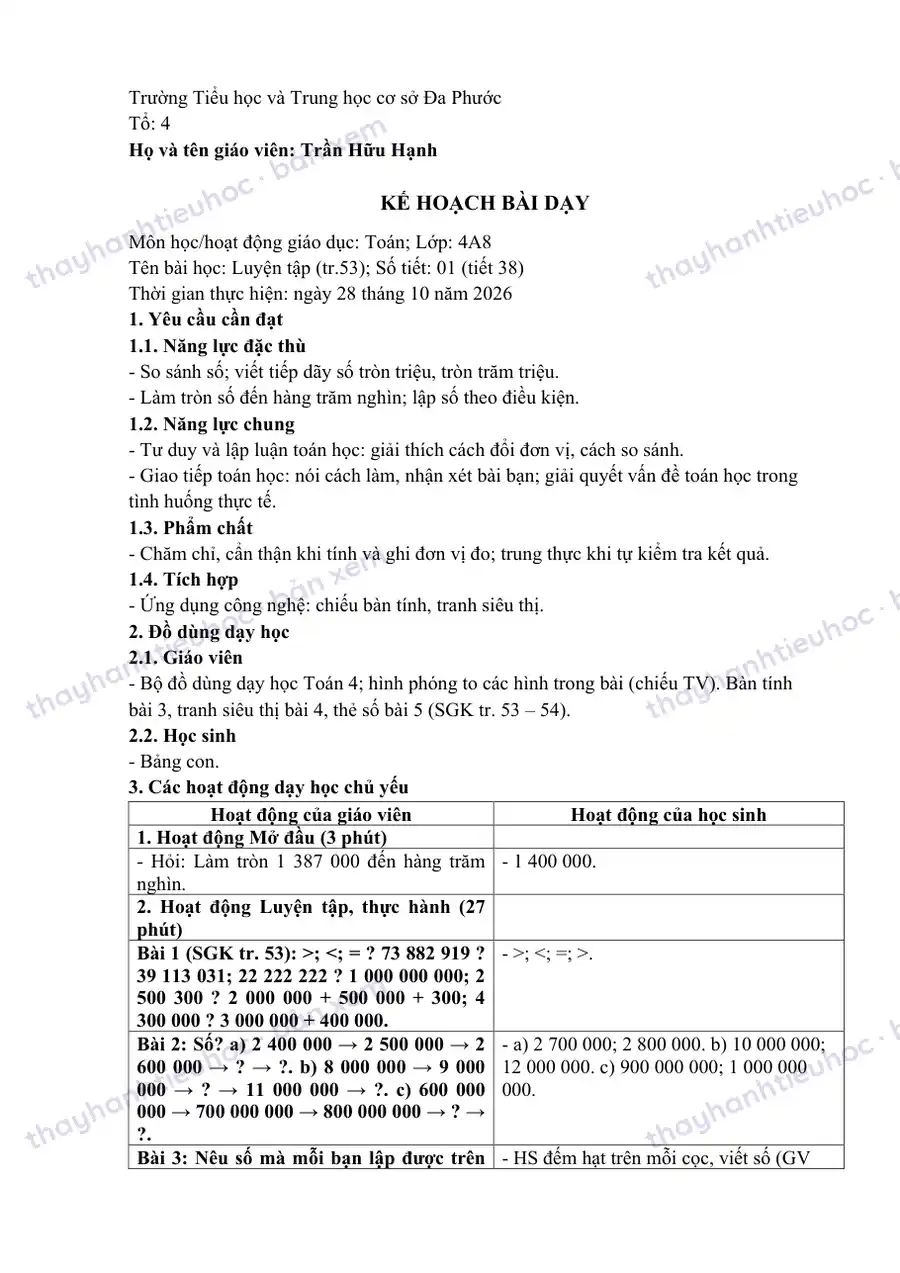 Trường Tiểu học và Trung học cơ sở Đa Phước
Tổ: 4
Họ và tên giáo viên: Trần Hữu Hạnh
KẾ HOẠCH BÀI DẠY
Môn học/hoạt động giáo dục: Toán; Lớp: 4A8
Tên bài học: Luyện tập (tr.53); Số tiết: 01 (tiết 38)
Thời gian thực hiện: ngày 28 tháng 10 năm 2026
1. Yêu cầu cần đạt
1.1. Năng lực đặc thù
- So sánh số; viết tiếp dãy số tròn triệu, tròn trăm triệu.
- Làm tròn số đến hàng trăm nghìn; lập số theo điều kiện.
1.2. Năng lực chung
- Tư duy và lập luận toán học: giải thích cách đổi đơn vị, cách so sánh.
- Giao tiếp toán học: nói cách làm, nhận xét bài bạn; giải quyết vấn đề toán học trong
tình huống thực tế.
1.3. Phẩm chất
- Chăm chỉ, cẩn thận khi tính và ghi đơn vị đo; trung thực khi tự kiểm tra kết quả.
1.4. Tích hợp
- Ứng dụng công nghệ: chiếu bàn tính, tranh siêu thị.
2. Đồ dùng dạy học
2.1. Giáo viên
- Bộ đồ dùng dạy học Toán 4; hình phóng to các hình trong bài (chiếu TV). Bàn tính
bài 3, tranh siêu thị bài 4, thẻ số bài 5 (SGK tr. 53 – 54).
2.2. Học sinh
- Bảng con.
3. Các hoạt động dạy học chủ yếu
Hoạt động của giáo viên
Hoạt động của học sinh
1. Hoạt động Mở đầu (3 phút)
- Hỏi: Làm tròn 1 387 000 đến hàng trăm
nghìn.
- 1 400 000.
2. Hoạt động Luyện tập, thực hành (27
phút)
Bài 1 (SGK tr. 53): >; <; = ? 73 882 919 ?
39 113 031; 22 222 222 ? 1 000 000 000; 2
500 300 ? 2 000 000 + 500 000 + 300; 4
300 000 ? 3 000 000 + 400 000.
- >; <; =; >.
Bài 2: Số? a) 2 400 000 → 2 500 000 → 2
600 000 → ? → ?. b) 8 000 000 → 9 000
000 → ? → 11 000 000 → ?. c) 600 000
000 → 700 000 000 → 800 000 000 → ? →
?.
- a) 2 700 000; 2 800 000. b) 10 000 000;
12 000 000. c) 900 000 000; 1 000 000
000.
Bài 3: Nêu số mà mỗi bạn lập được trên
- HS đếm hạt trên mỗi cọc, viết số (GV
thayhanhtieuhoc · bản xem
thayhanhtieuhoc · b
thayhanhtieuhoc · bản xem
thayhanhtieuhoc · b
thayhanhtieuhoc · bản xem
thayhanhtieuhoc · b